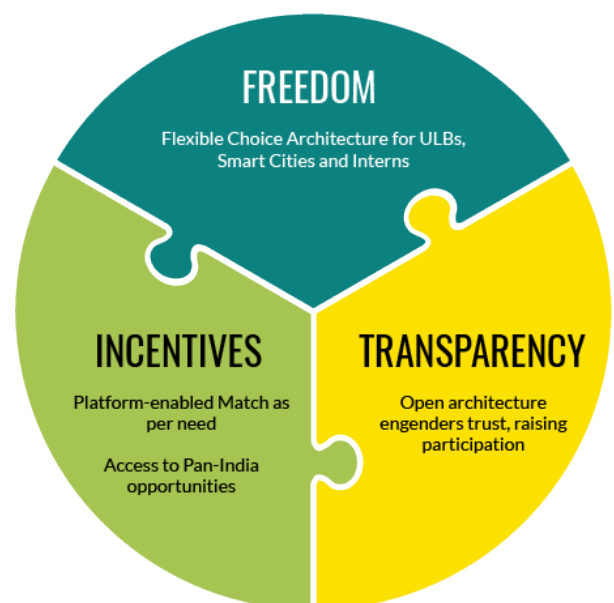 FREEDOM
Flexible Choice Architecture for ULBs,
Smart Cities and Interns
INCENTIVES
Platform-enabled Match as
per need
Access to Pan-India
opportunities
TRANSPARENCY
Open architecture
engenders trust, raising
participation